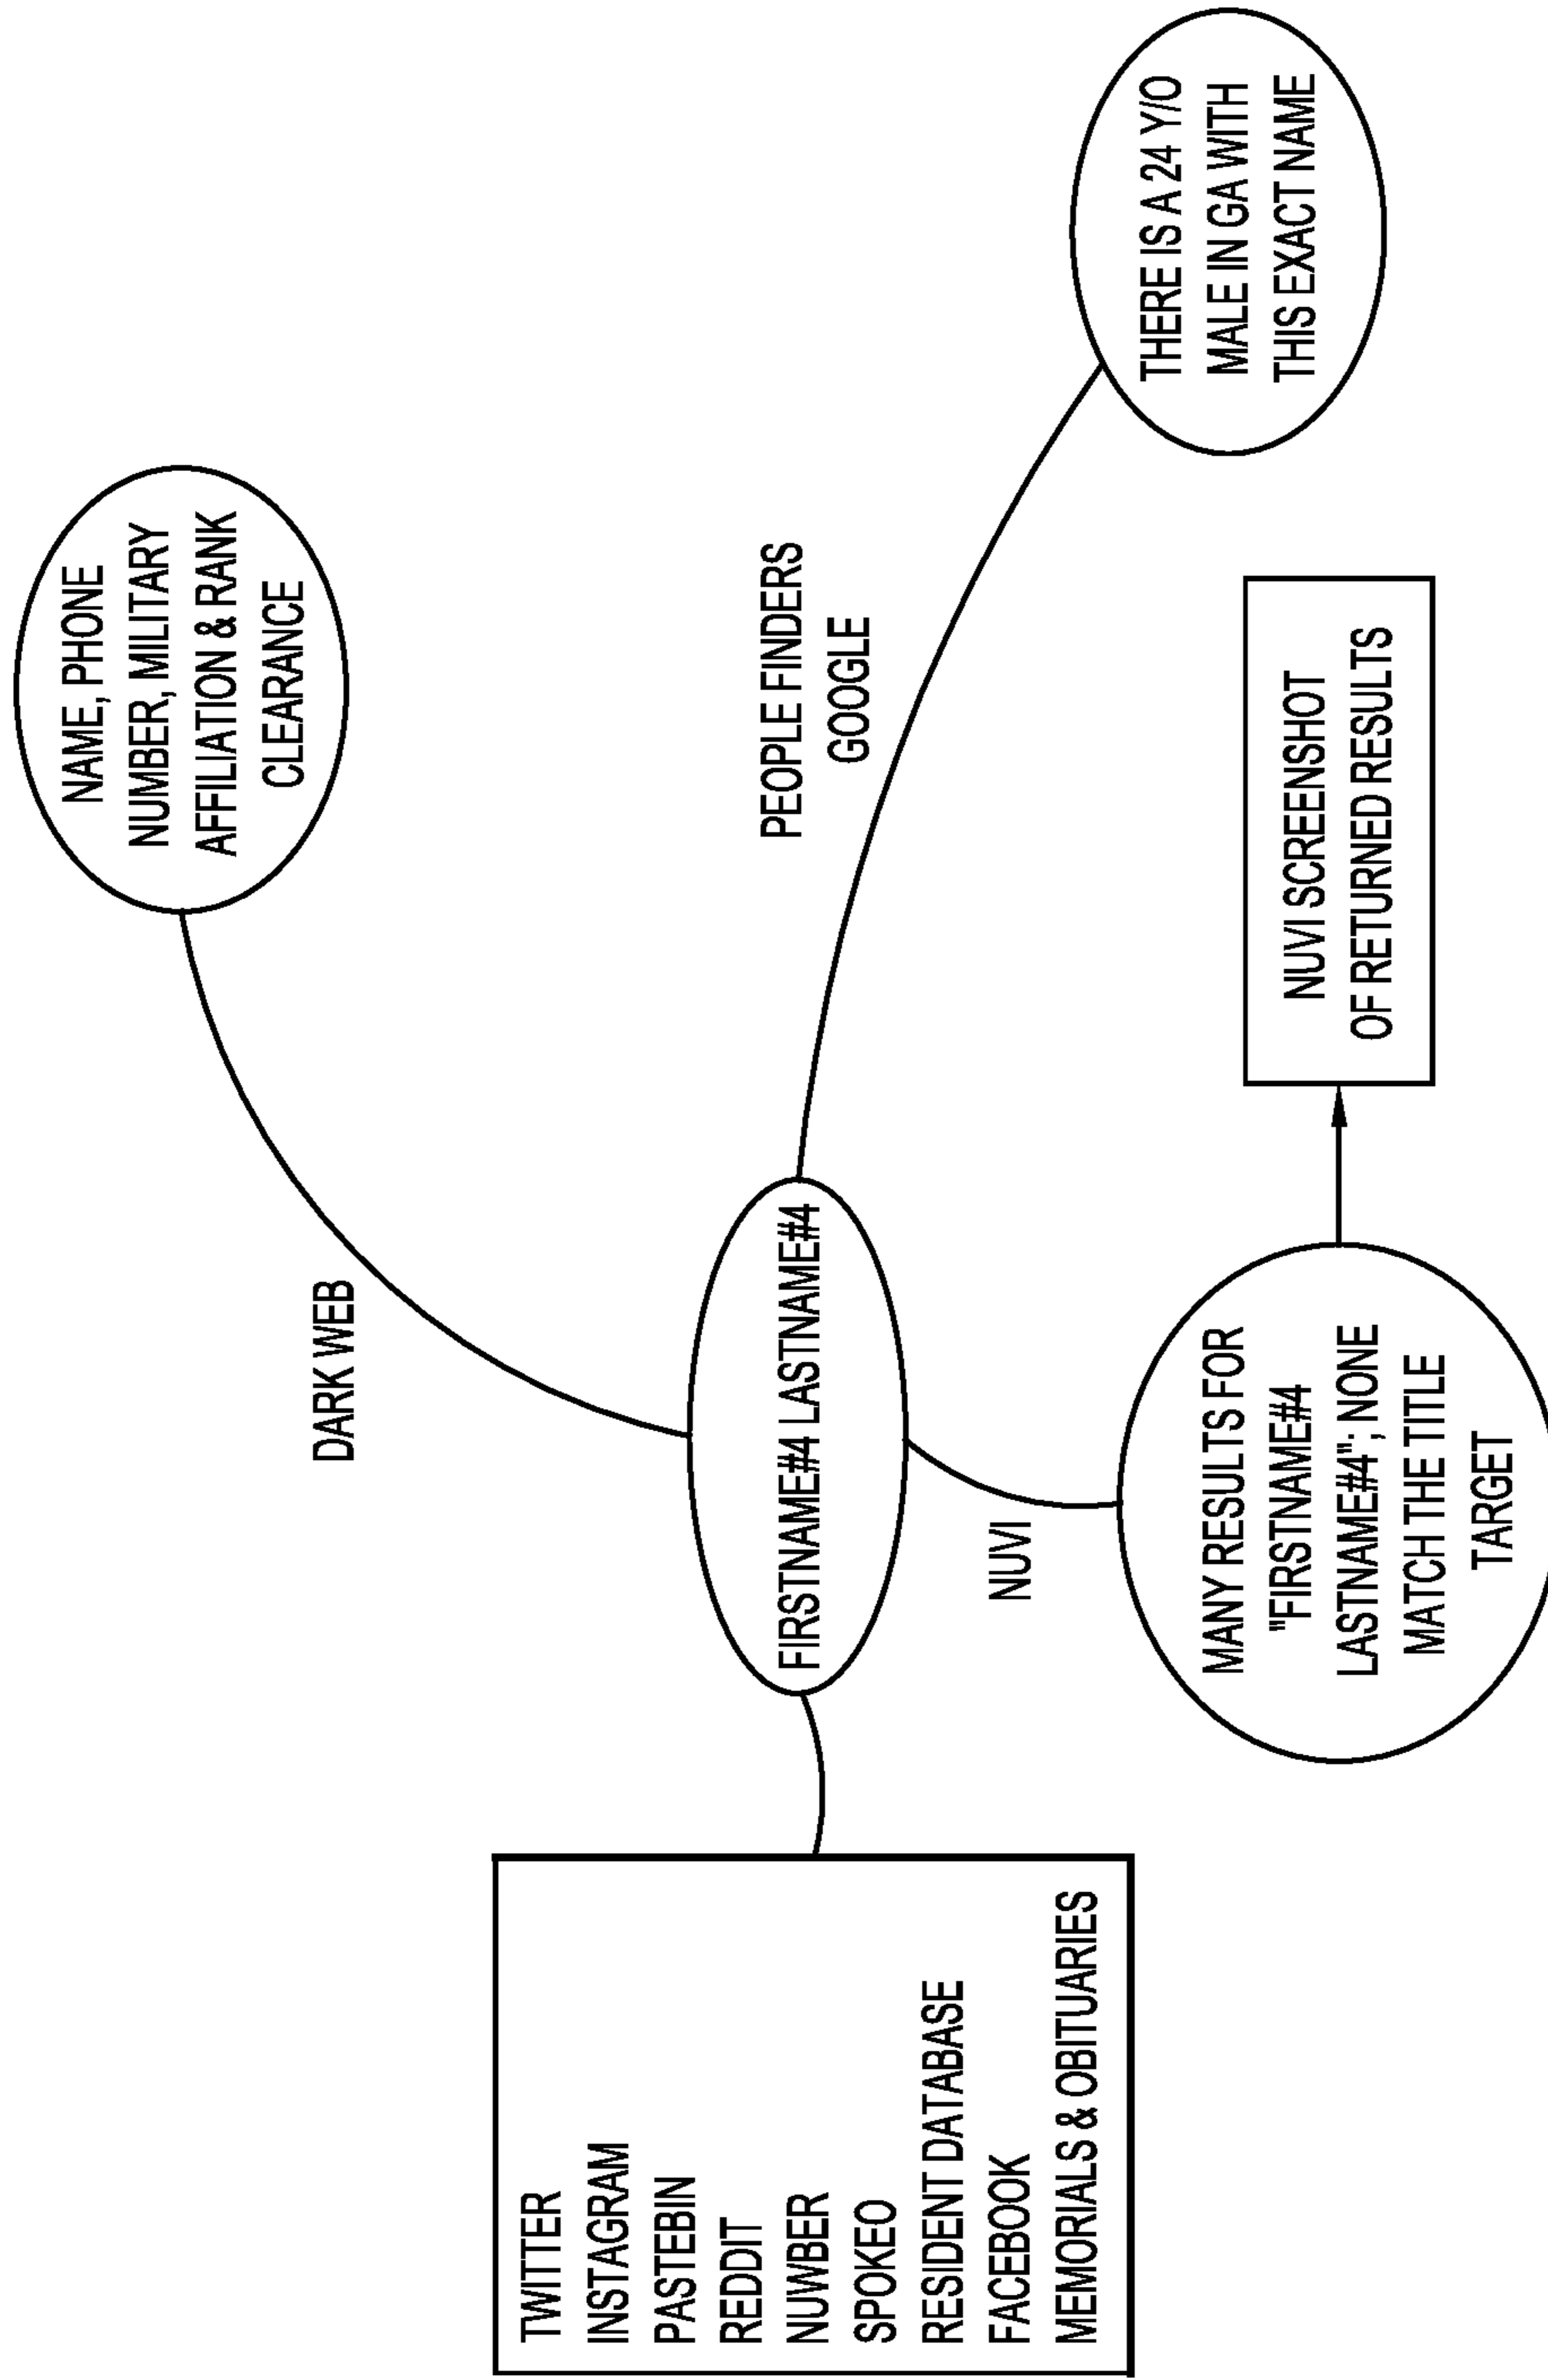 TWITTER
INSTAGRAM
PASTEBIN
REDDIT
NUWBER
SPOKEO
RESIDENT DATABASE
FACEBOOK
MEMORIALS & OBITUARIES
DARK WEB
NAME, PHONE
NUMBER, MILITARY
AFFILIATION & RANK
CLEARANCE
FIRSTNAME#4 LASTNAME#4
PEOPLE FINDERS
GOOGLE
THERE IS A 24 Y/O
MALE IN GA WITH
THIS EXACT NAME
NUVI
MANY RESULTS FOR
"FIRSTNAME#4
LASTNAME#4"; NONE
MATCH THE TITLE
TARGET
NUVI SCREENSHOT
OF RETURNED RESULTS